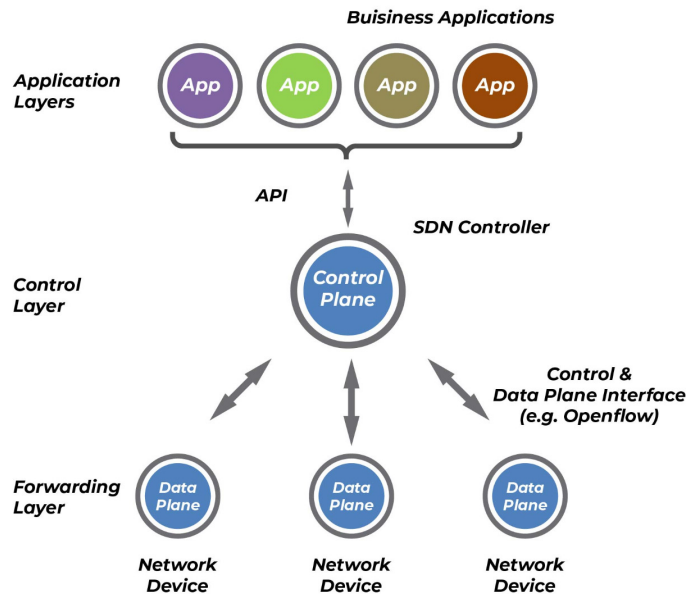 Buisiness Applications
Application
Layers
App
App
App
App
API
SDN Controller
Control
Layer
Control
Plane
Control &
Data Plane Interface
(e.g. Openflow)
Forwarding
Layer
Data
Plane
Data
Plane
Data
Plane
Network
Device
Network
Device
Network
Device